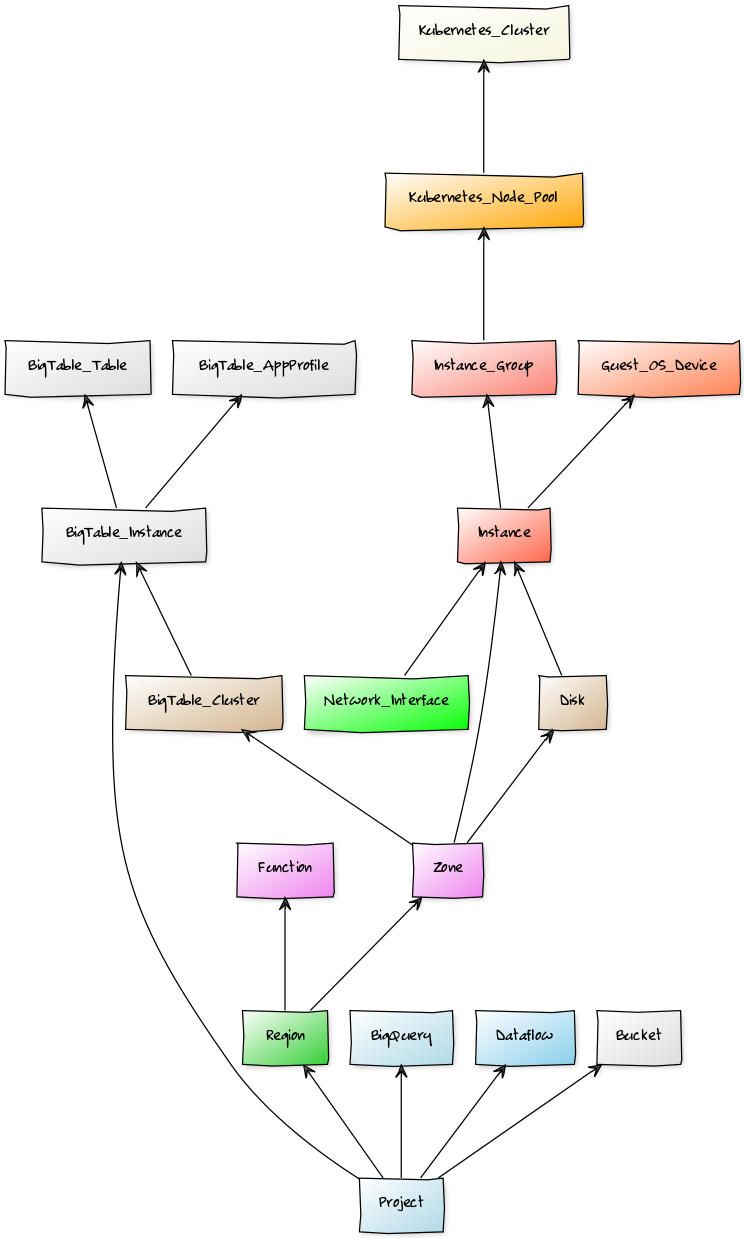 Kubernetes_Cluster
Kubernetes_Node_Pool
BigTable_Table
BigTable_AppProfile
Instance_Group
Guest_OS_Device
BigTable_Instance
Instance
BigTable_Cluster
Network_Interface
Disk
Function
Zone
Region
BigQuery
Dataflow
Bucket
Project